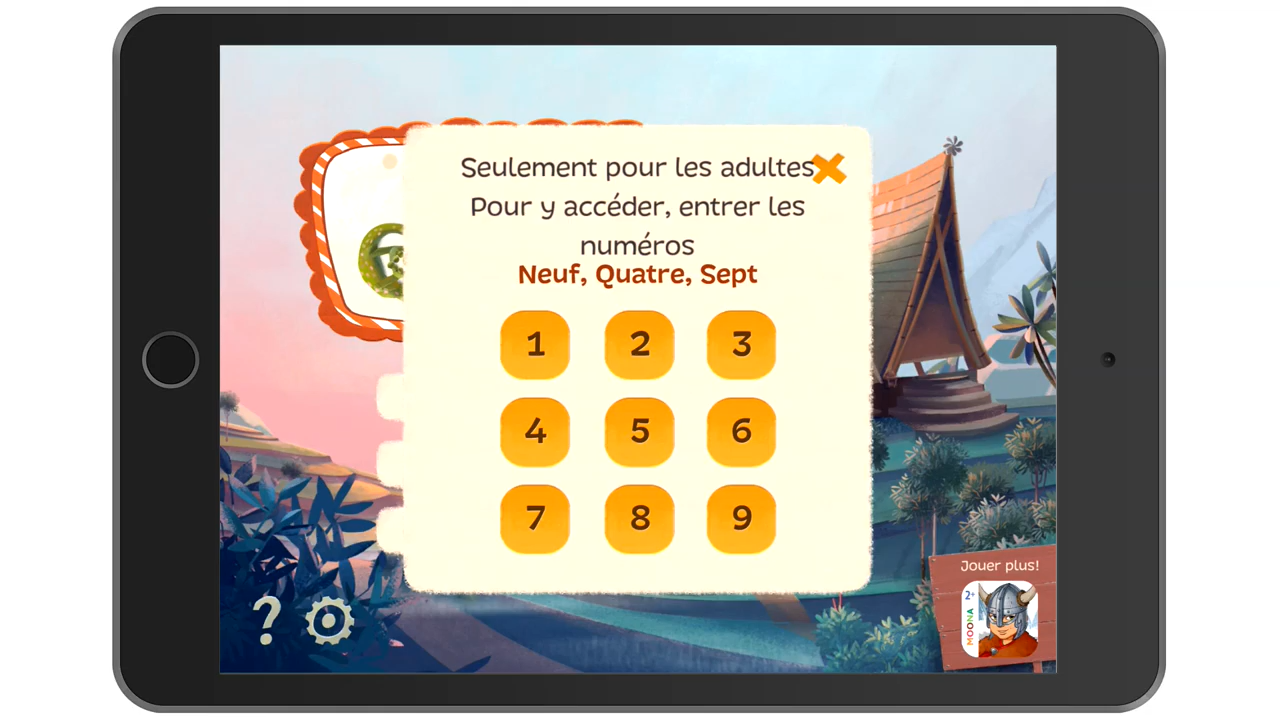 Seulement pour les adultes
Pour y accéder, entrer les
numéros
Neuf, Quatre, Sept
1 2 3
4 5 6
7 8 9
?
Jouer plus!
2+
MOONA